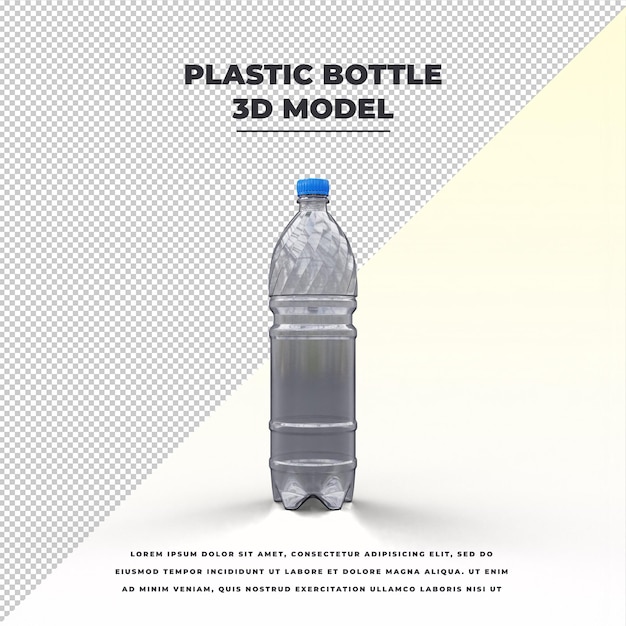 PLASTIC BOTTLE
3D MODEL
LOREM IPSUM DOLOR SIT AMET, CONSECTETUR ADIPISCING ELIT, SED DO
EIUSMOD TEMPOR INCIDIDUNT UT LABORE ET DOLORE MAGNA ALIQUA. UT ENIM
AD MINIM VENIAM, QUIS NOSTRUD EXERCITATION ULLAMCO LABORIS NISI UT